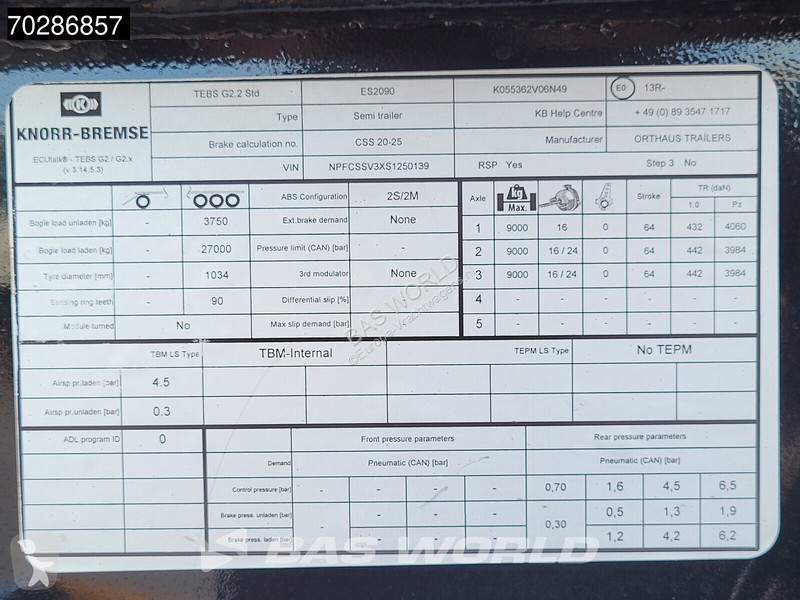 70286857
KNORR-BREMSE
ECUtalk® - TEBS G2 / G2.x
(v.3.14.5.3)
TEBS G2.2 Std ES2090 K055362V06N49 E0 13R-
Type Semi trailer KB Help Centre + 49 (0) 89 3547 1717
Brake calculation no. CSS 20-25 Manufacturer ORTHAUS TRAILERS
VIN NPFCSSV3XS1250139 RSP Yes Step 3 No
ABS Configuration 2S/2M Axle kg Max. Stroke TR (daN)
1.0 Pz
Bogie load unladen [kg] - 3750 Ext.brake demand None 1 9000 16 0 64 432 4060
Bogie load laden [kg] - 27000 Pressure limit (CAN) [bar] - 2 9000 16 / 24 0 64 442 3984
Tyre diameter [mm] - 1034 3rd modulator None 3 9000 16 / 24 0 64 442 3984
Sensing ring teeth - 90 Differential slip [%] - 4 - - - - - -
Module turned No Max slip demand [bar] - 5 - - - - - -
TBM LS Type TBM-Internal TEPM LS Type No TEPM
Airsp pr.laden [bar] 4.5
Airsp pr.unladen [bar] 0.3
ADL program ID 0 Front pressure parameters Rear pressure parameters
Demand Pneumatic (CAN) [bar] Pneumatic (CAN) [bar]
Control pressure [bar] - - - - 0,70 1,6 4,5 6,5
Brake press. unladen [bar] - - - - 0,30 0,5 1,3 1,9
Brake press. laden [bar] - - - 1,2 4,2 6,2
BAS WORLD
©Europe-Vrachtwagens.nl
BAS WORLD